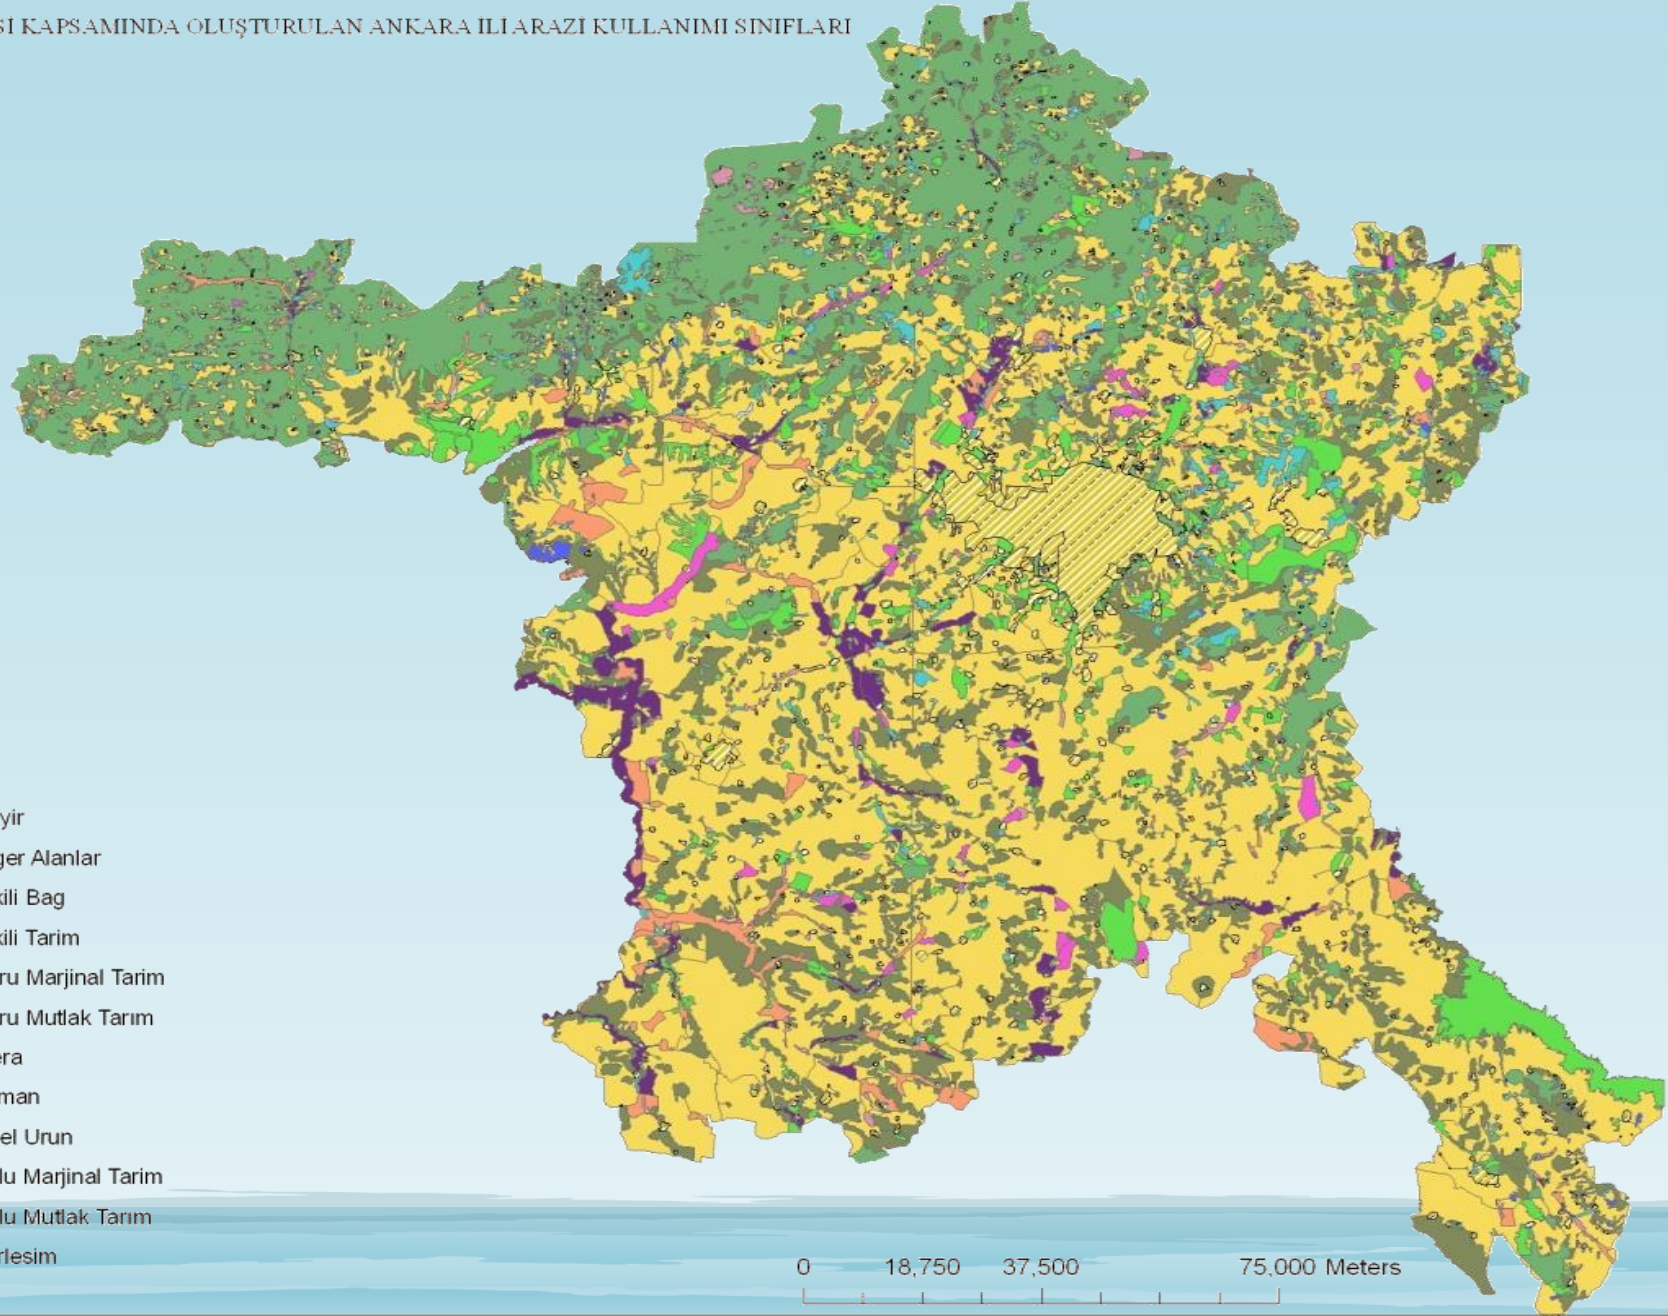 Sİ KAPSAMINDA OLUŞTURULAN ANKARA İLİ ARAZİ KULLANIMI SINIFLARI
yir
ger Alanlar
kili Bag
kili Tarim
ru Marjinal Tarim
ru Mutlak Tarım
era
man
el Urun
lu Marjinal Tarim
lu Mutlak Tarım
rlesim
0 18,750 37,500 75,000 Meters